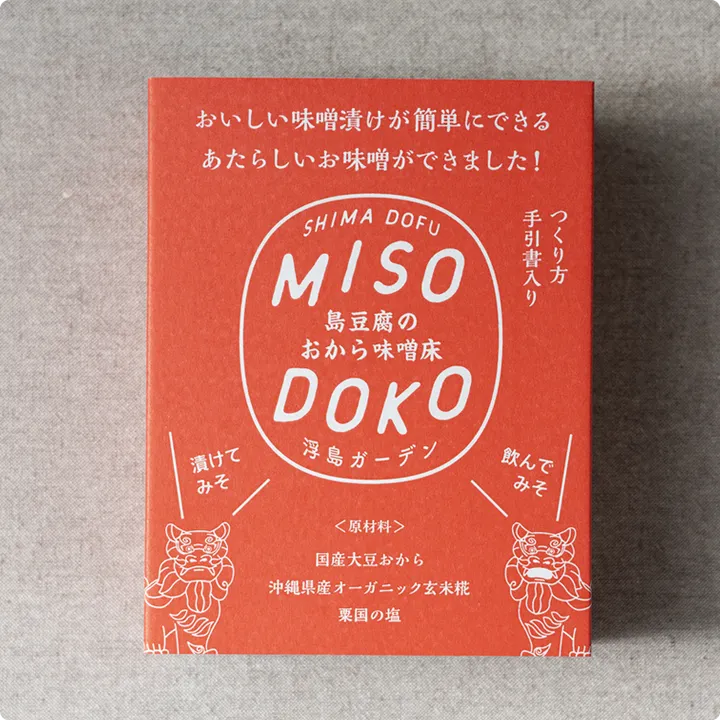 おいしい味噌漬けが簡単にできる
あたらしいお味噌ができました！
つくり方
手引書入り
SHIMA DOFU
MISO
島豆腐の
おから味噌床
DOKO
浮島ガーデン
漬けて
みそ
飲んで
みそ
＜原材料＞
国産大豆おから
沖縄県産オーガニック玄米糀
粟国の塩